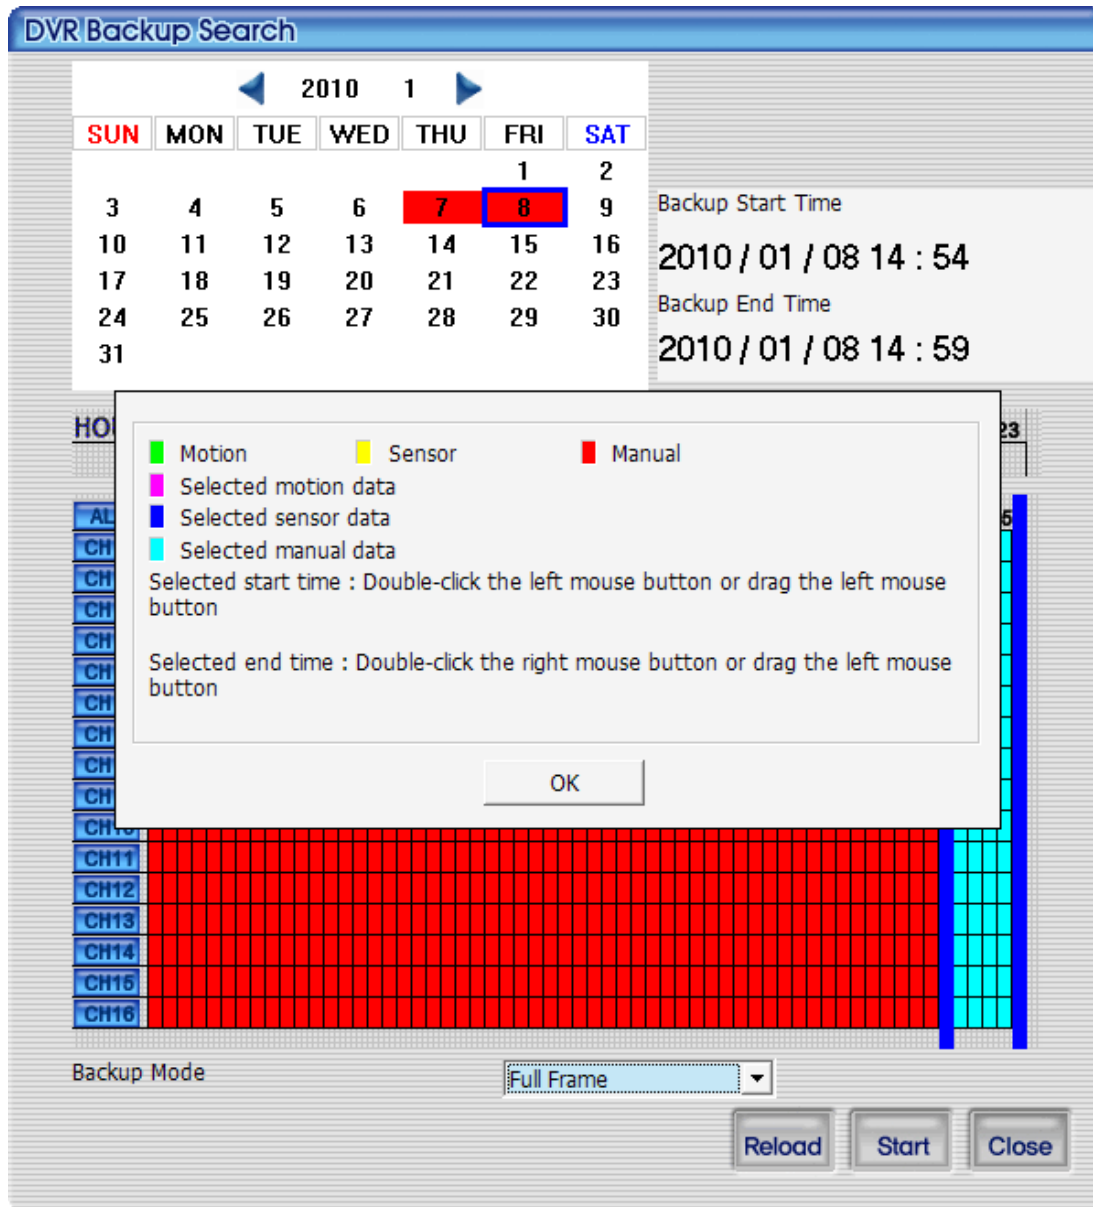 DVR Backup Search
2010 1
SUN MON TUE WED THU FRI SAT
1 2
3 4 5 6 7 8 9
10 11 12 13 14 15 16
17 18 19 20 21 22 23
24 25 26 27 28 29 30
31
Backup Start Time
2010 / 01 / 08 14 : 54
Backup End Time
2010 / 01 / 08 14 : 59
23
Motion Sensor Manual
Selected motion data
Selected sensor data
Selected manual data
Selected start time : Double-click the left mouse button or drag the left mouse
button
Selected end time : Double-click the right mouse button or drag the left mouse
button
OK
CH10
CH11
CH12
CH13
CH14
CH15
CH16
Backup Mode
Full Frame
Reload Start Close